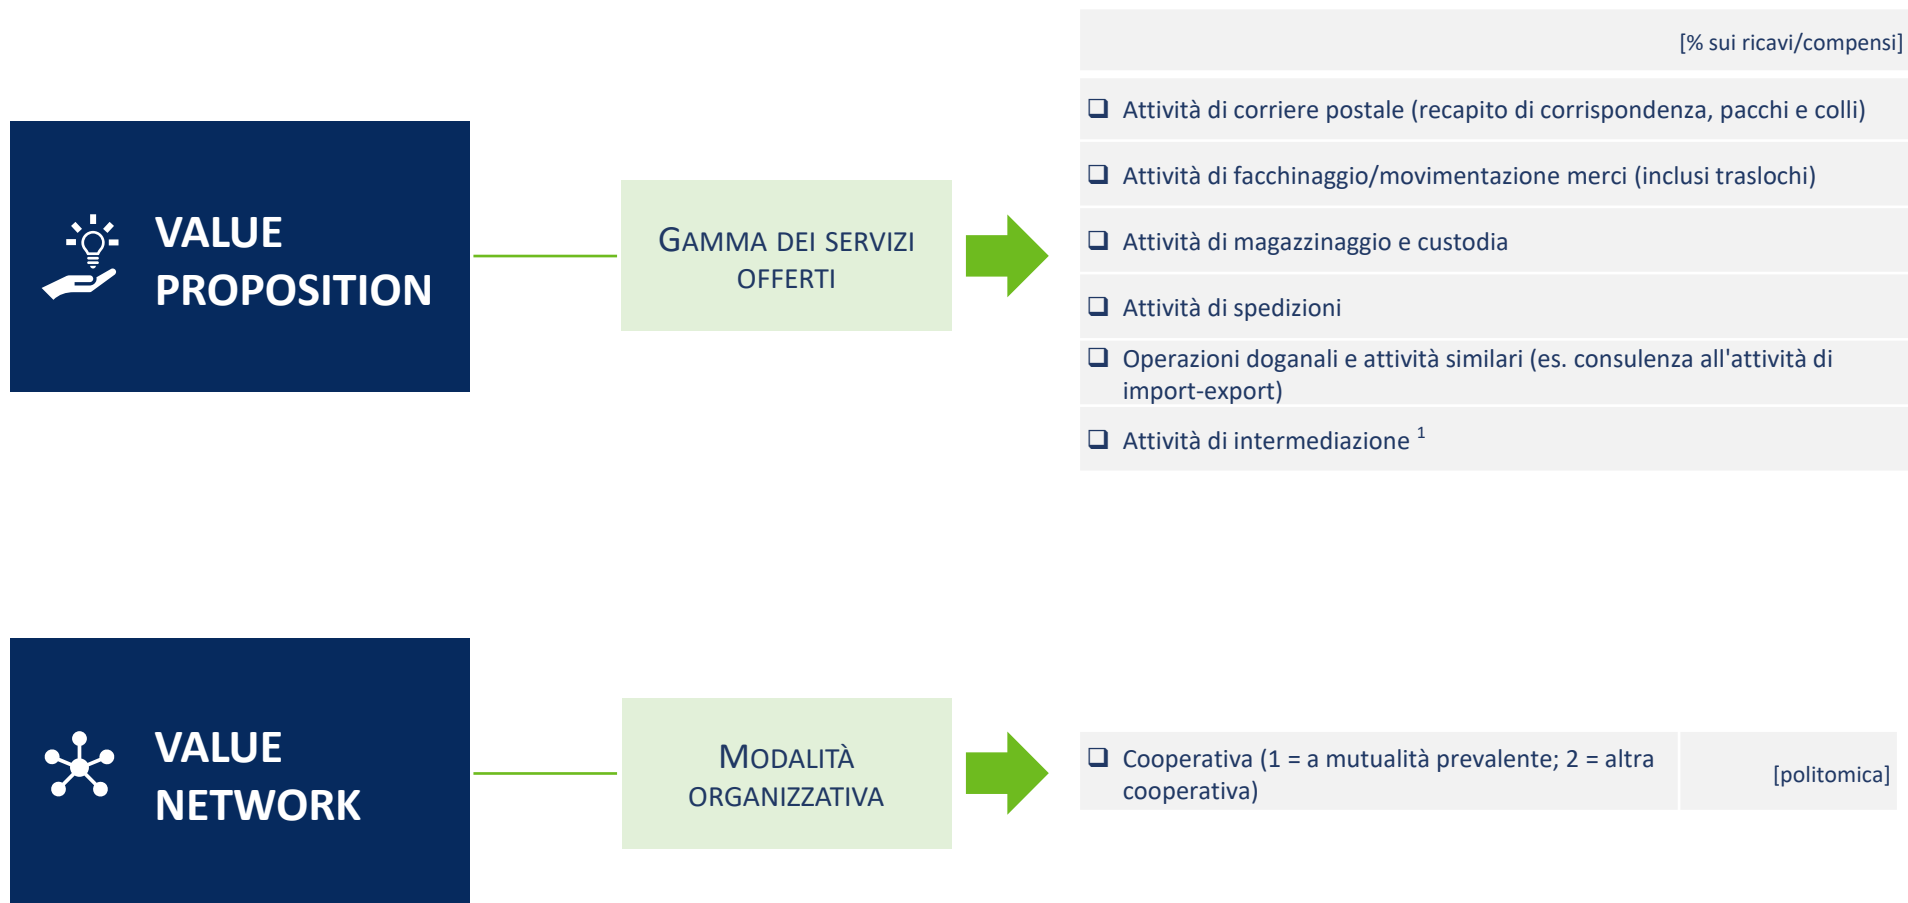 VALUE
PROPOSITION
GAMMA DEI SERVIZI
OFFERTI
[% sui ricavi/compensi]
Attività di corriere postale (recapito di corrispondenza, pacchi e colli)
Attività di facchinaggio/movimentazione merci (inclusi traslochi)
Attività di magazzinaggio e custodia
Attività di spedizioni
Operazioni doganali e attività similari (es. consulenza all'attività di
import-export)
Attività di intermediazione 1
VALUE
NETWORK
MODALITÀ
ORGANIZZATIVA
Cooperativa (1 = a mutualità prevalente; 2 = altra
cooperativa)
[politomica]